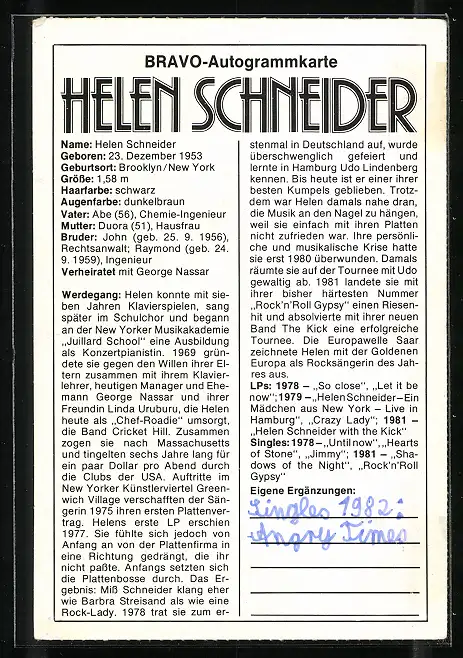 BRAVO-Autogrammkarte
HELEN SCHNEIDER
Name: Helen Schneider
Geboren: 23. Dezember 1953
Geburtsort: Brooklyn/New York
Größe: 1,58 m
Haarfarbe: schwarz
Augenfarbe: dunkelbraun
Vater: Abe (56), Chemie-Ingenieur
Mutter: Duora (51), Hausfrau
Bruder: John (geb. 25. 9. 1956),
Rechtsanwalt; Raymond (geb. 24.
9. 1959), Ingenieur
Verheiratet mit George Nassar
Werdegang: Helen konnte mit sie-
ben Jahren Klavierspielen, sang
später im Schulchor und begann
an der New Yorker Musikakademie
„Juillard School" eine Ausbildung
als Konzertpianistin. 1969 grün-
dete sie gegen den Willen ihrer El-
tern zusammen mit ihrem Klavier-
lehrer, heutigen Manager und Ehe-
mann George Nassar und ihrer
Freundin Linda Uruburu, die Helen
heute als „Chef-Roadie" umsorgt,
die Band Cricket Hill. Zusammen
zogen sie nach Massachusetts
und tingelten sechs Jahre lang für
ein paar Dollar pro Abend durch
die Clubs der USA. Auftritte im
New Yorker Künstlerviertel Green-
wich Village verschafften der Sän-
gerin 1975 ihren ersten Plattenver-
trag. Helens erste LP erschien
1977. Sie fühlte sich jedoch von
Anfang an von der Plattenfirma in
eine Richtung gedrängt, die ihr
nicht paßte. Anfangs setzten sich
die Plattenbosse durch. Das Er-
gebnis: Miß Schneider klang eher
wie Barbra Streisand als wie eine
Rock-Lady. 1978 trat sie zum er-
stenmal in Deutschland auf, wurde
überschwenglich gefeiert und
lernte in Hamburg Udo Lindenberg
kennen. Bis heute ist er einer ihrer
besten Kumpels geblieben. Trotz-
dem war Helen damals nahe dran,
die Musik an den Nagel zu hängen,
weil sie einfach mit ihren Platten
nicht zufrieden war. Ihre persönli-
che und musikalische Krise hatte
sie erst 1980 überwunden. Damals
räumte sie auf der Tournee mit Udo
gewaltig ab. 1981 landete sie mit
ihrer bisher härtesten Nummer
„Rock'n'Roll Gypsy" einen Riesen-
hit und absolvierte mit ihrer neuen
Band The Kick eine erfolgreiche
Tournee. Die Europawelle Saar
zeichnete Helen mit der Goldenen
Europa als Rocksängerin des Jah-
res aus.
LPs: 1978 – „So close", „Let it be
now"; 1979 – „Helen Schneider – Ein
Mädchen aus New York – Live in
Hamburg", „Crazy Lady"; 1981 –
„Helen Schneider with the Kick"
Singles: 1978 – „Until now", „Hearts
of Stone", „Jimmy"; 1981 – „Sha-
dows of the Night", „Rock'n'Roll
Gypsy"
Eigene Ergänzungen:
Singles 1982:
Angry Times